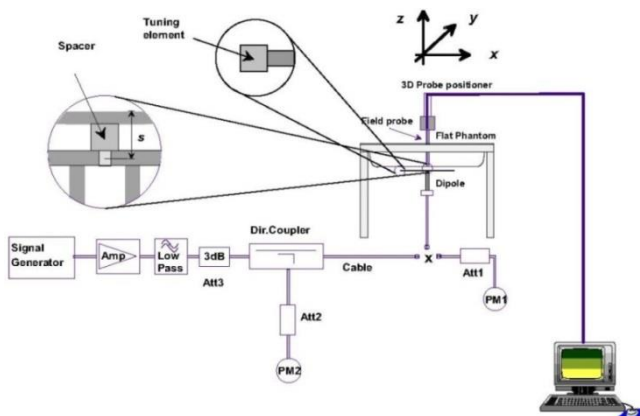 Tuning
element
Spacer
s
z
y
x
3D Probe positioner
Field probe
Flat Phantom
Dipole
Signal
Generator
Amp
Low
Pass
3dB
Att3
Dir.Coupler
Cable
x
Att1
PM1
Att2
PM2